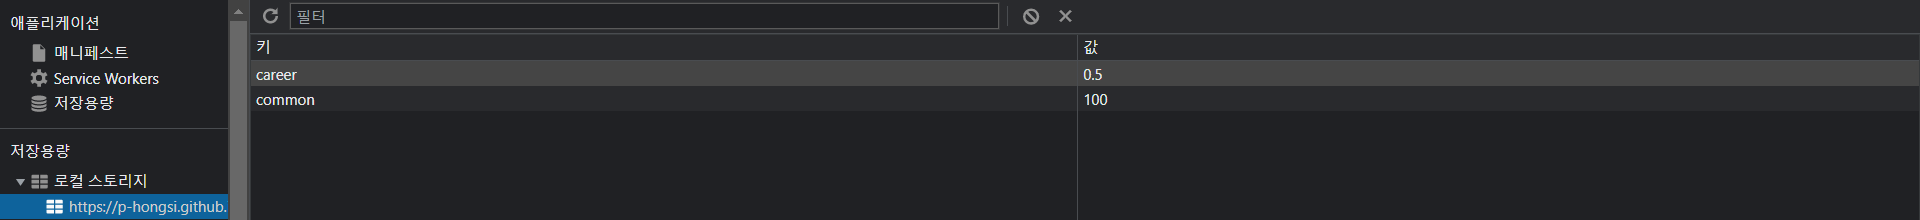 애플리케이션
매니페스트
Service Workers
저장용량
저장용량
로컬 스토리지
https://p-hongsi.github.
필터
키 값
career 0.5
common 100